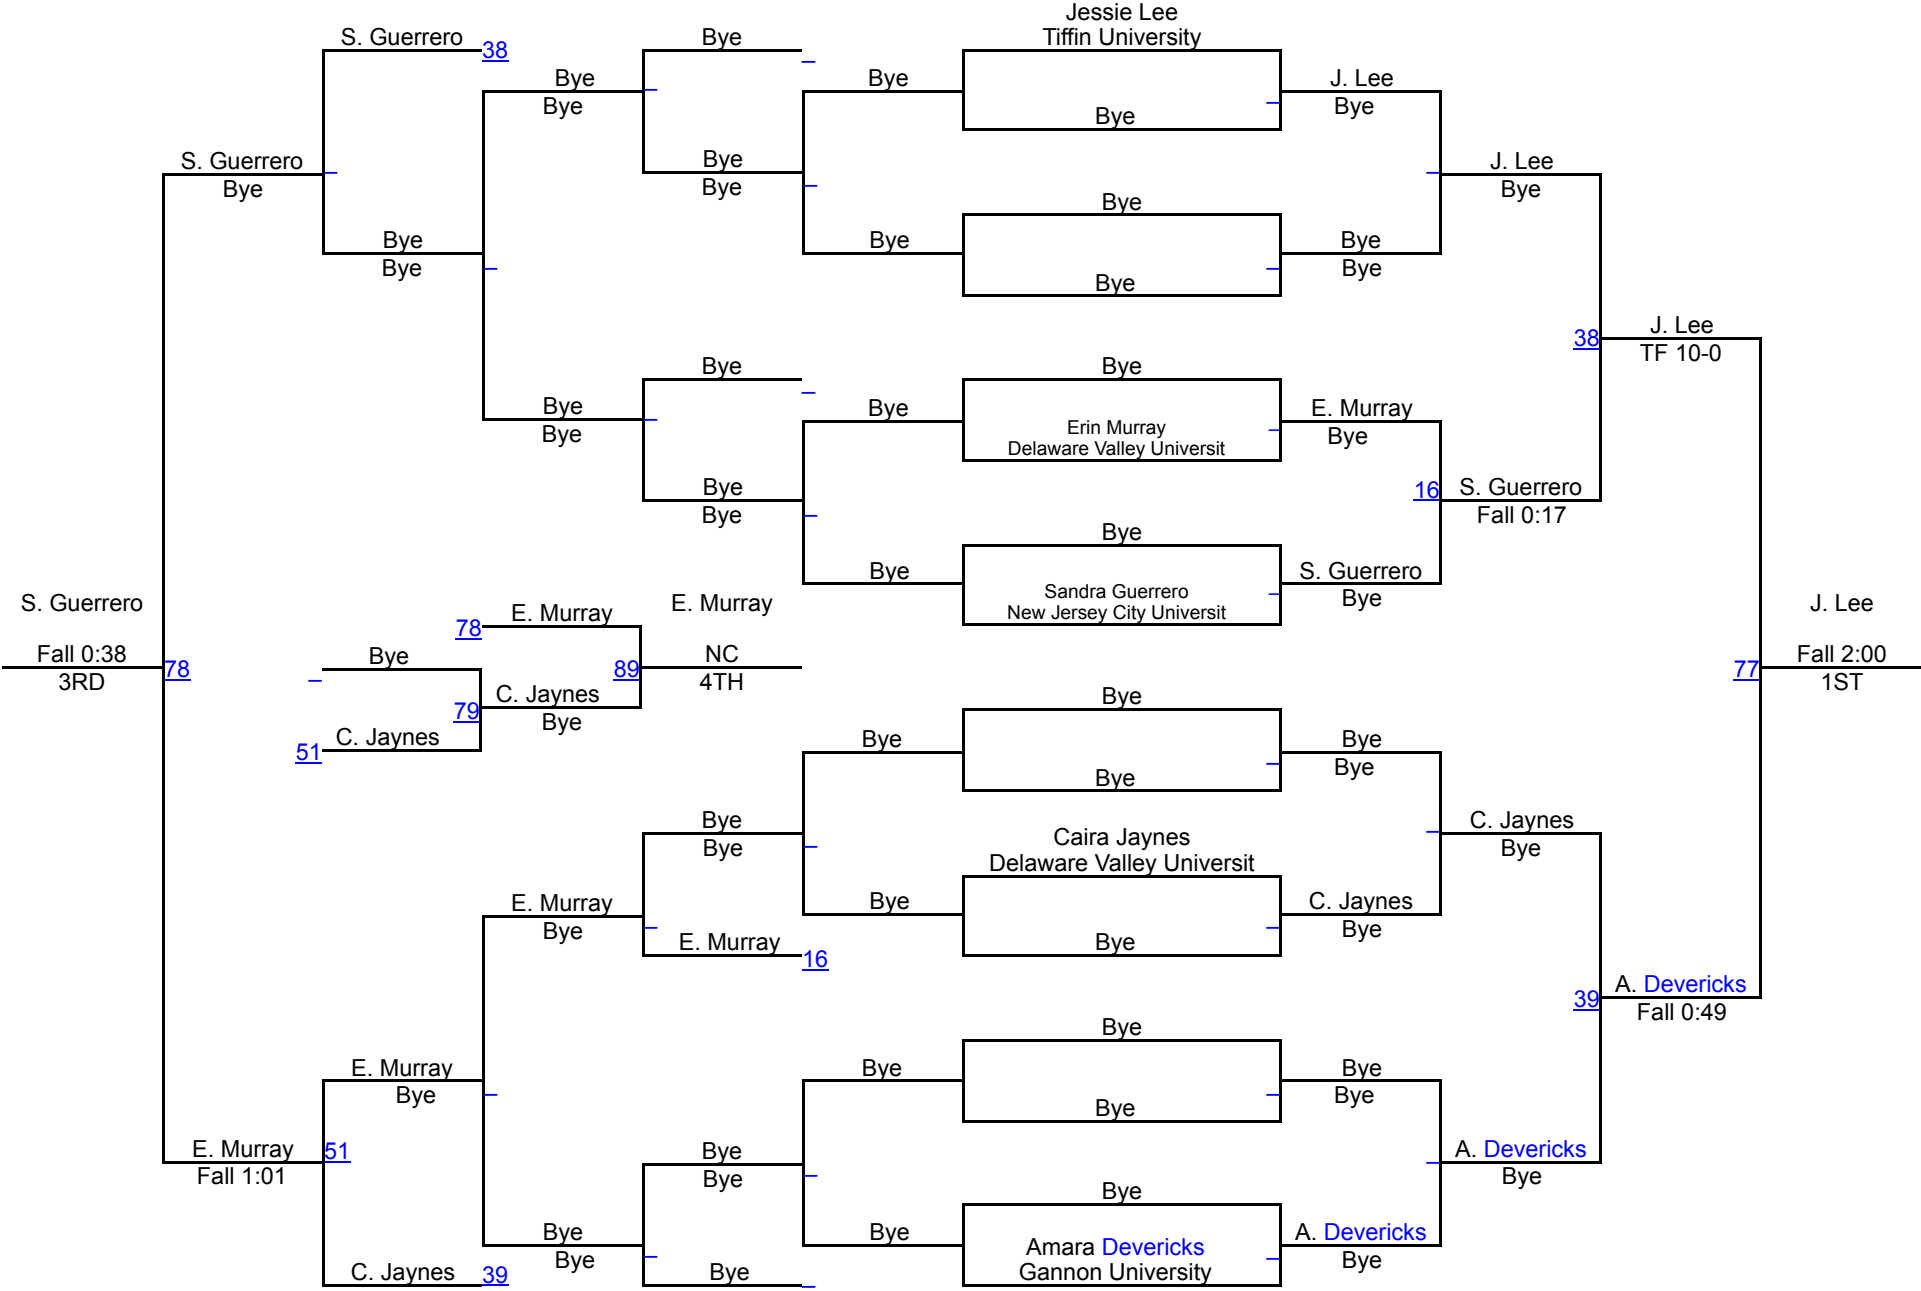 Jessie Lee
S. Guerrero 38 Bye Tiffin University
Bye Bye J. Lee
Bye Bye Bye
S. Guerrero Bye J. Lee
Bye Bye Bye
Bye
Bye Bye Bye
Bye Bye
Bye
38 J. Lee
TF 10-0
Bye Bye
Bye Bye E. Murray
Bye Erin Murray Bye
Delaware Valley Universit
Bye 16 S. Guerrero
Bye Fall 0:17
Bye
Bye S. Guerrero
Sandra Guerrero Bye
New Jersey City Universit
S. Guerrero E. Murray E. Murray J. Lee
78
Fall 0:38 78 Bye 89 NC 77 Fall 2:00
3RD 4TH 1ST
C. Jaynes Bye
79 Bye
51 C. Jaynes Bye Bye
Bye Bye
Bye Caira Jaynes C. Jaynes
Bye Delaware Valley Universit Bye
E. Murray Bye C. Jaynes
Bye Bye
E. Murray 16 Bye
A. Devericks
39 Fall 0:49
Bye
E. Murray Bye Bye
Bye Bye Bye
E. Murray 51 Bye A. Devericks
Fall 1:01 Bye Bye
Bye
Bye Bye A. Devericks
Bye Amara Devericks Bye
C. Jaynes 39 Bye Gannon University